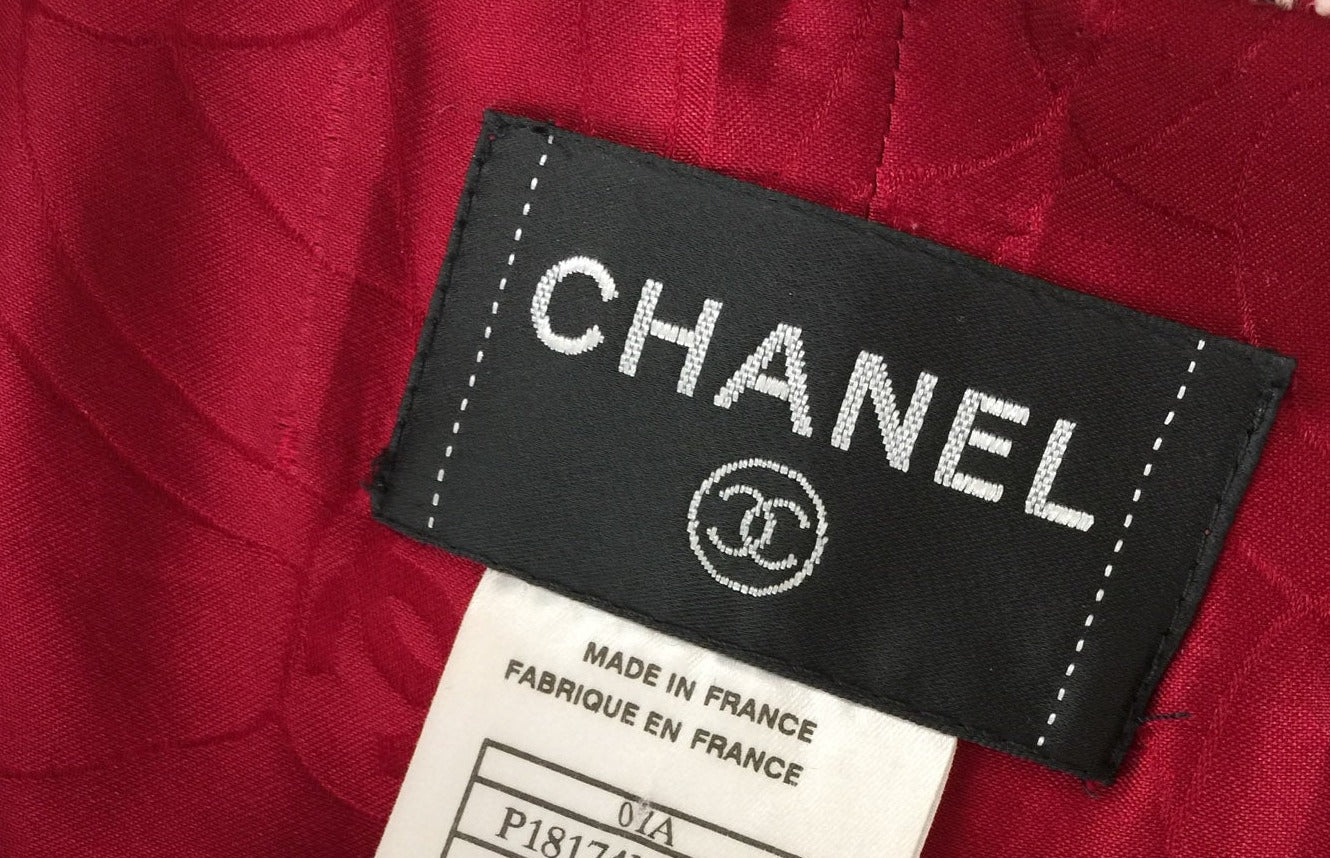 CHANEL
MADE IN FRANCE
FABRIQUE EN FRANCE
07A